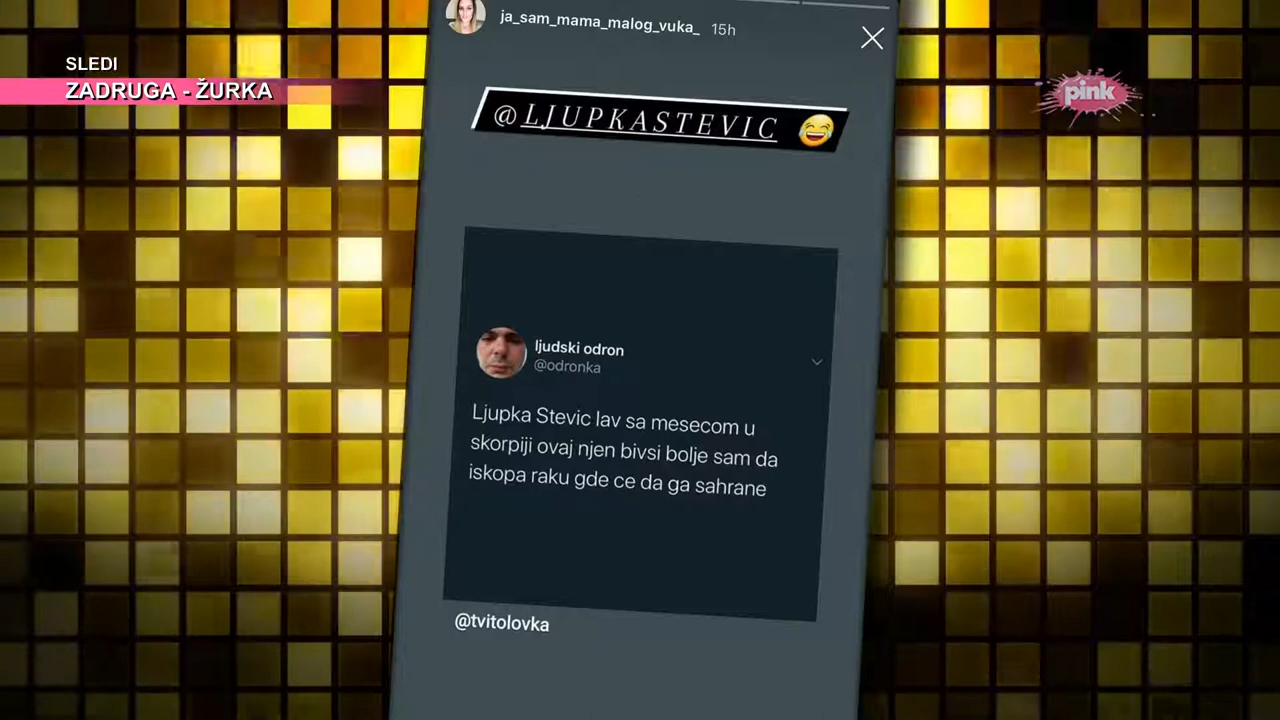 SLEDI
ZADRUGA - ŽURKA
ja_sam_mama_malog_vuka_ 15h
@LJUPKASTEVIC
pink
ljudski odron
@odronka
Ljupka Stevic lav sa mesecom u
skorpiji ovaj njen bivsi bolje sam da
iskopa raku gde ce da ga sahrane
@tvitolovka